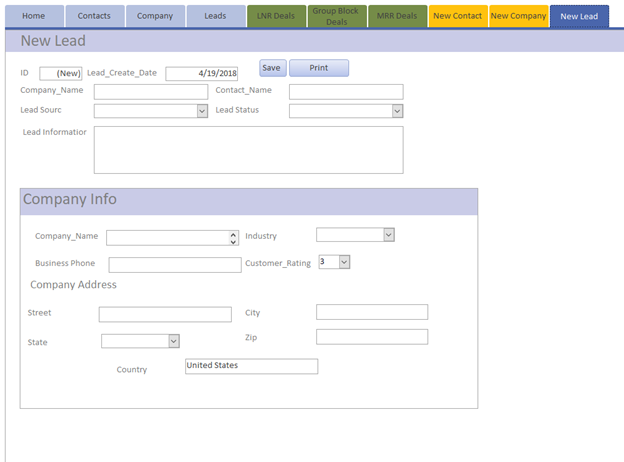 Home Contacts Company Leads LNR Deals Group Block Deals MRR Deals New Contact New Company New Lead
New Lead
ID (New) Lead_Create_Date 4/19/2018 Save Print
Company_Name Contact_Name
Lead Sourc Lead Status
Lead Informatior
Company Info
Company_Name Industry
Business Phone Customer_Rating 3
Company Address
Street City
State Zip
Country United States